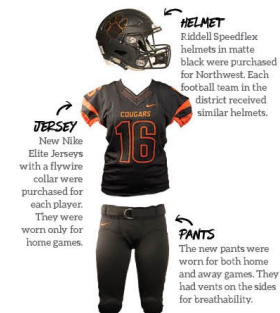 HELMET
Riddell Speedflex
helmets in matte
black were purchased
for Northwest. Each
football team in the
district received
similar helmets.
JERSEY
New Nike
Elite Jerseys
with a flywire
collar were
purchased for
each player.
They were
worn only for
home games.
COUGARS
16
PANTS
The new pants were
worn for both home
and away games. They
had vents on the sides
for breathability.